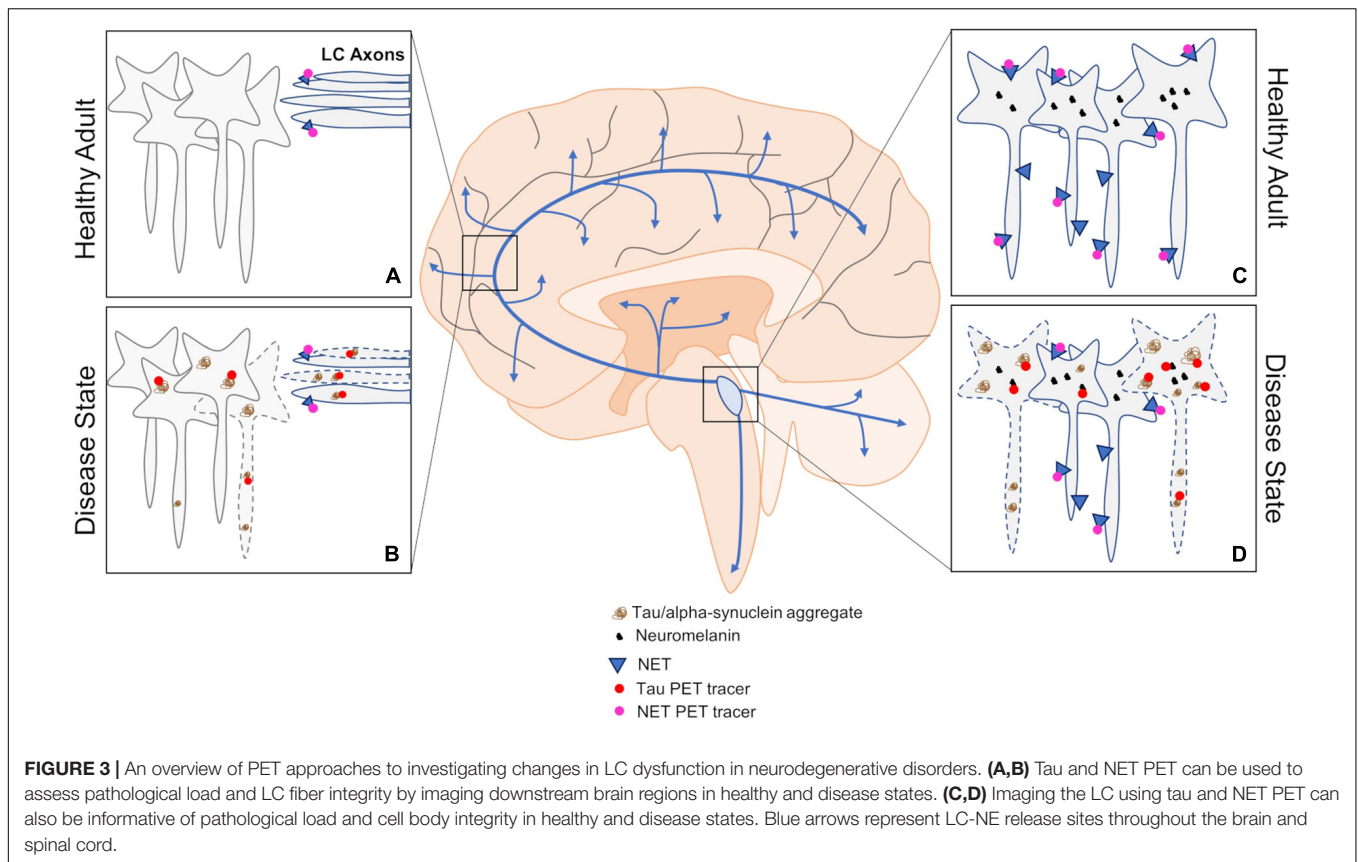 LC Axons
Healthy Adult
A
Disease State
B
Healthy Adult
C
Disease State
D
Tau/alpha-synuclein aggregate
Neuromelanin
NET
Tau PET tracer
NET PET tracer
FIGURE 3 | An overview of PET approaches to investigating changes in LC dysfunction in neurodegenerative disorders. (A,B) Tau and NET PET can be used to
assess pathological load and LC fiber integrity by imaging downstream brain regions in healthy and disease states. (C,D) Imaging the LC using tau and NET PET can
also be informative of pathological load and cell body integrity in healthy and disease states. Blue arrows represent LC-NE release sites throughout the brain and
spinal cord.